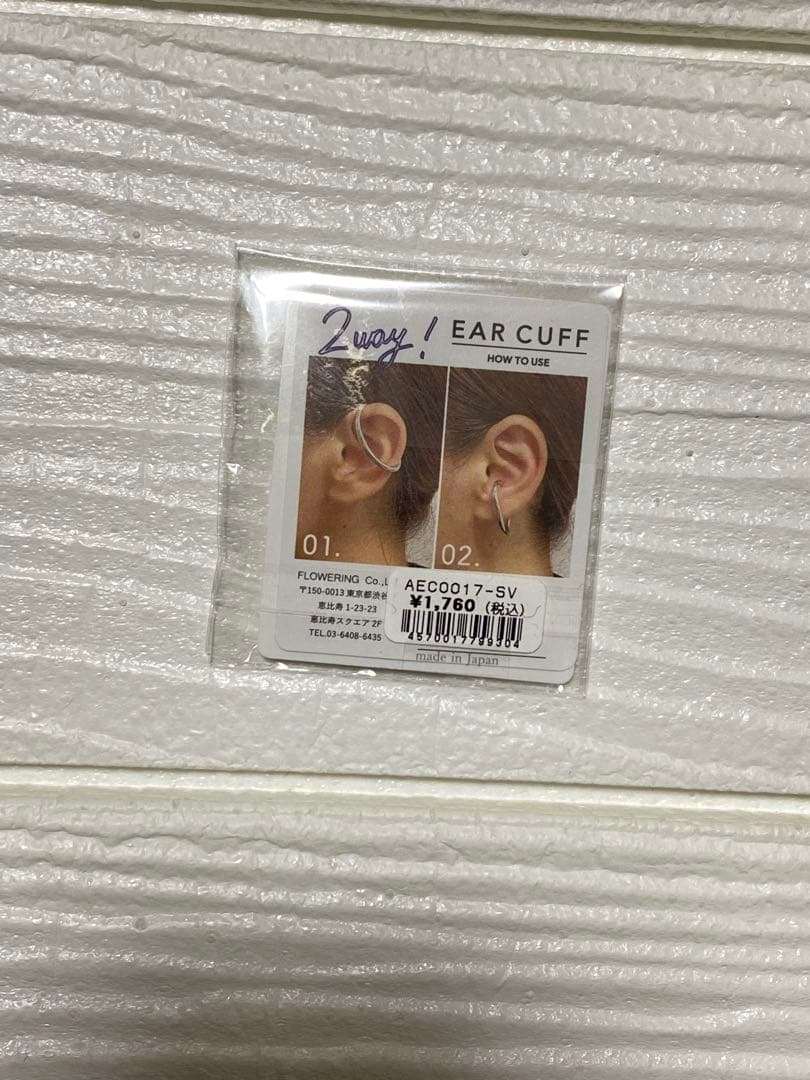 2way!
EAR CUFF
HOW TO USE
01.
02.
FLOWERING Co.,L
〒150-0013 東京都渋谷
恵比寿 1-23-23
恵比寿スクエア 2F
TEL.03-6408-6435
AEC0017-SV
¥1,760 (税込)
4570017799304
made in Japan